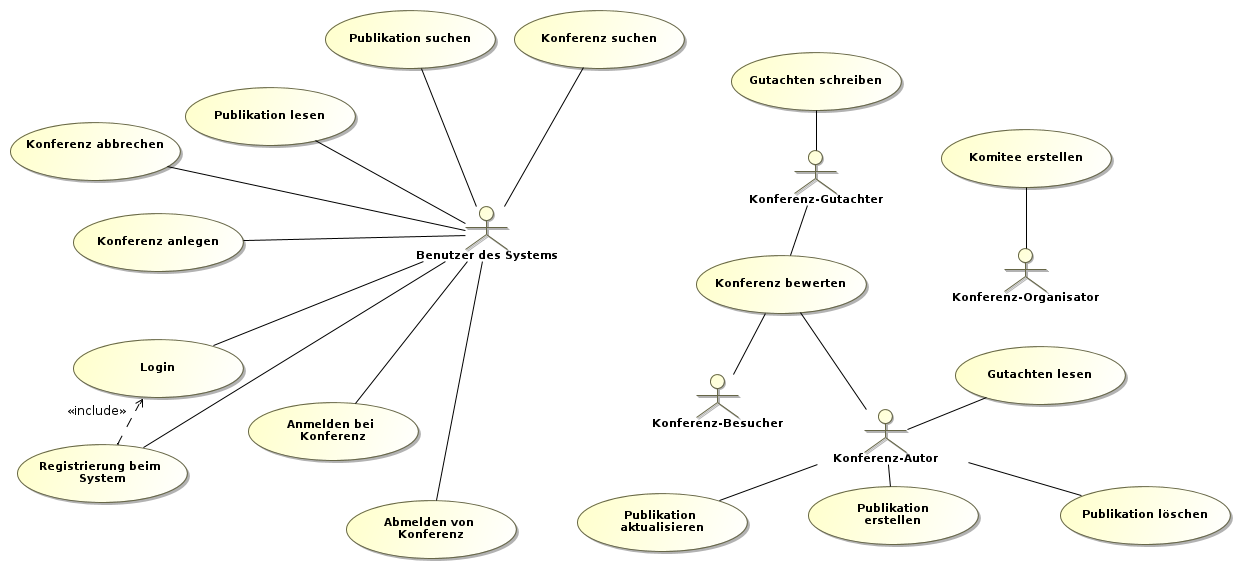 Publikation suchen
Konferenz suchen
Gutachten schreiben
Publikation lesen
Konferenz abbrechen
Komitee erstellen
Konferenz-Gutachter
Konferenz anlegen
Benutzer des Systems
Konferenz bewerten
Konferenz-Organisator
Login
Gutachten lesen
«include»
Anmelden bei
Konferenz
Konferenz-Besucher
Konferenz-Autor
Registrierung beim
System
Abmelden von
Konferenz
Publikation
aktualisieren
Publikation
erstellen
Publikation löschen